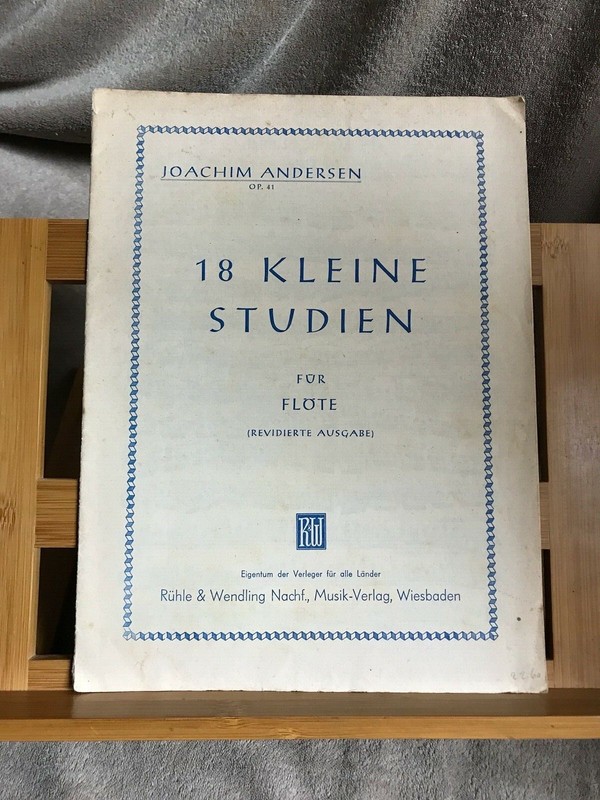 JOACHIM ANDERSEN
OP. 41
18 KLEINE
STUDIEN
FÜR
FLÖTE
(REVIDIERTE AUSGABE)
R&W
Eigentum der Verleger für alle Länder
Rühle & Wendling Nachf., Musik-Verlag, Wiesbaden